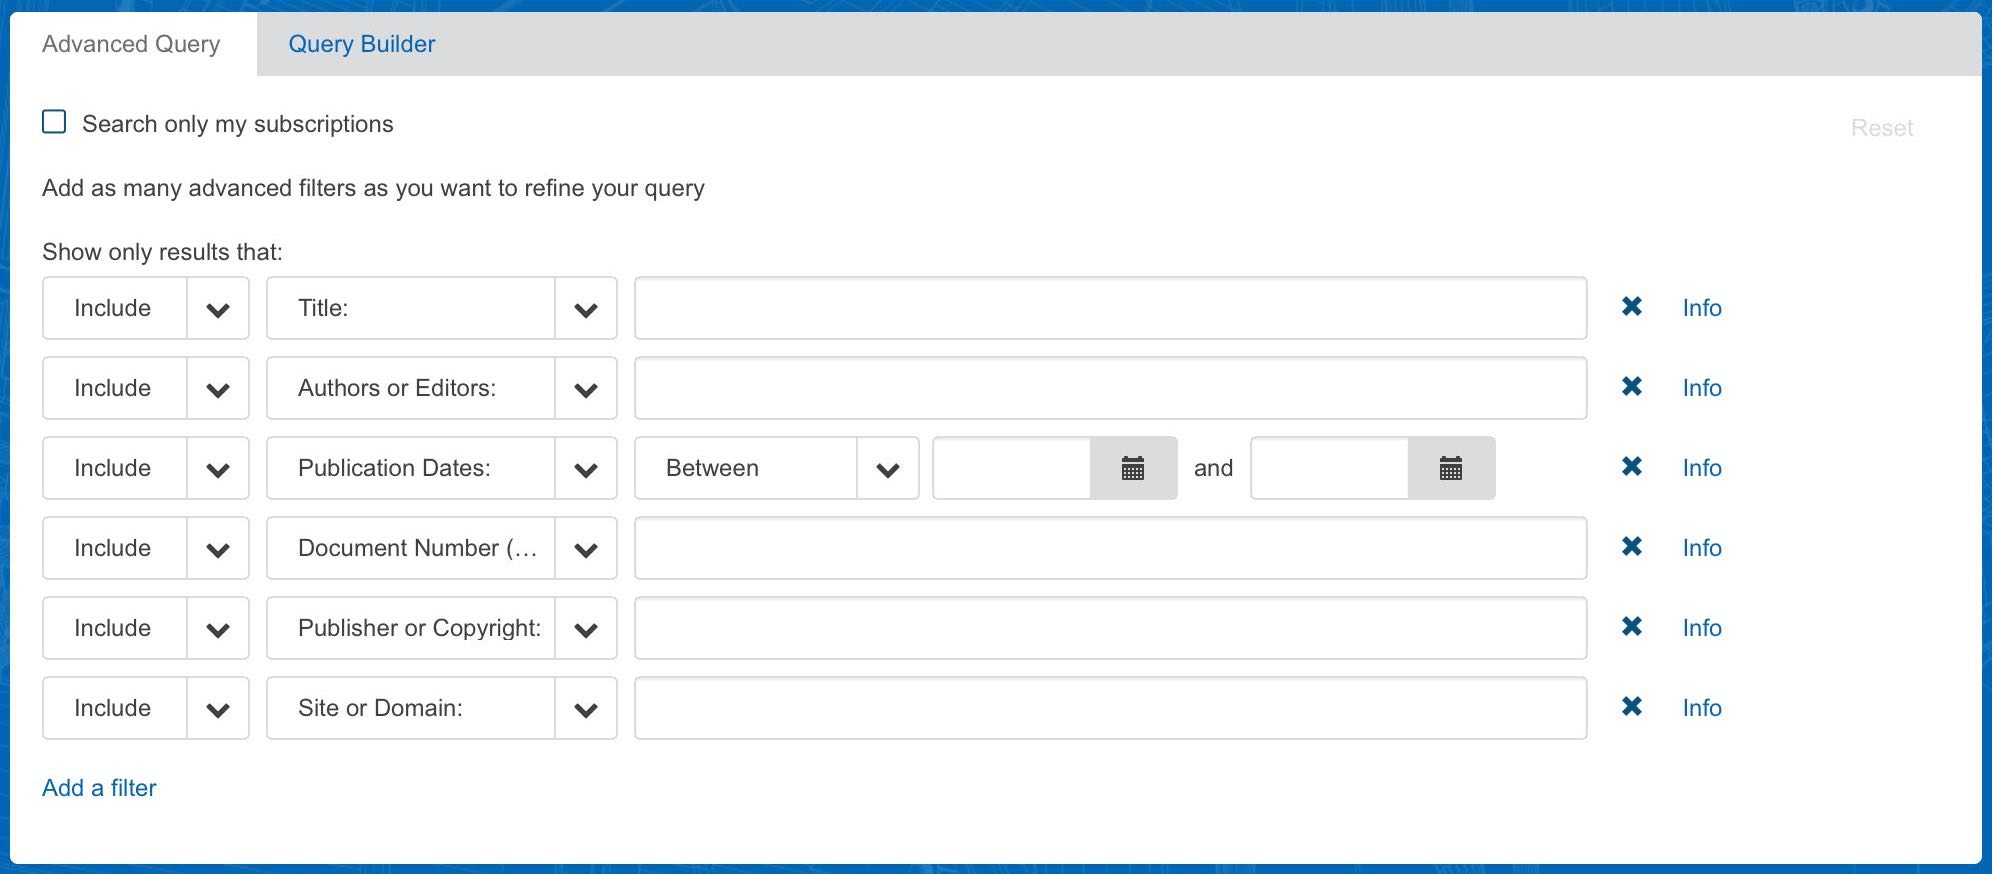 Advanced Query Query Builder
Search only my subscriptions Reset
Add as many advanced filters as you want to refine your query
Show only results that:
Include Title: Info
Include Authors or Editors: Info
Include Publication Dates: Between and Info
Include Document Number (... Info
Include Publisher or Copyright: Info
Include Site or Domain: Info
Add a filter